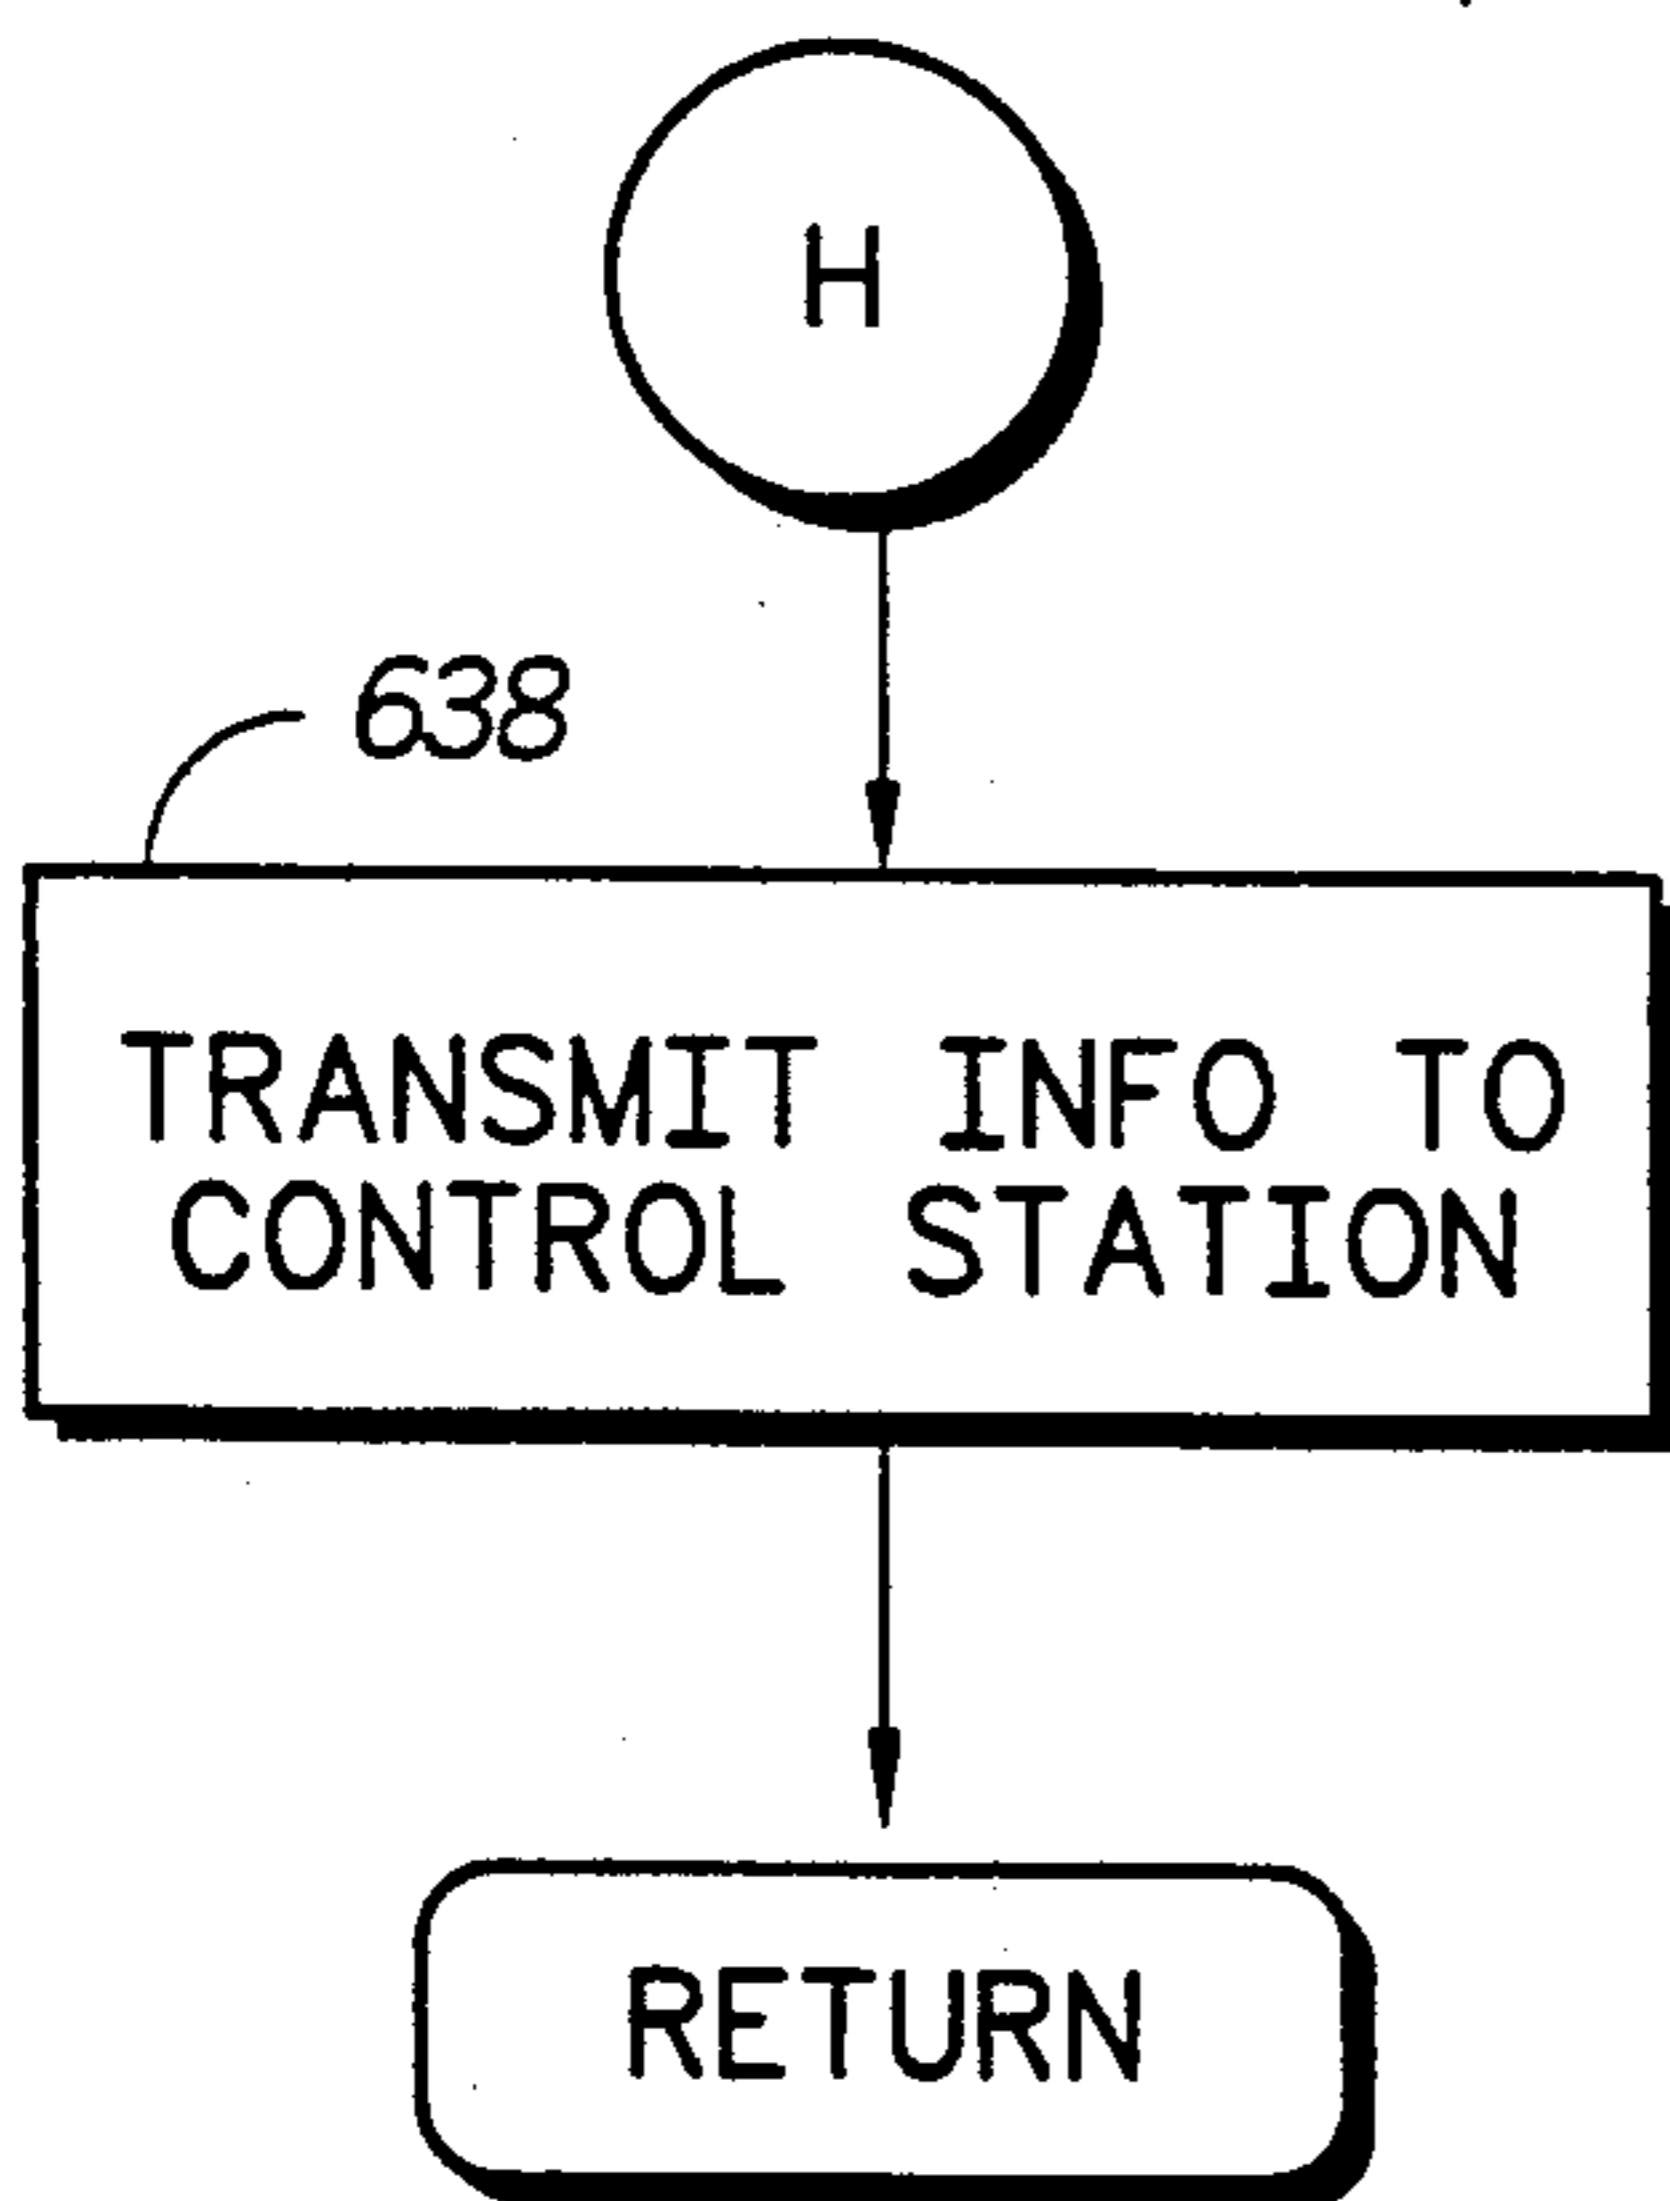 H
638
TRANSMIT INFO TO
CONTROL STATION
RETURN